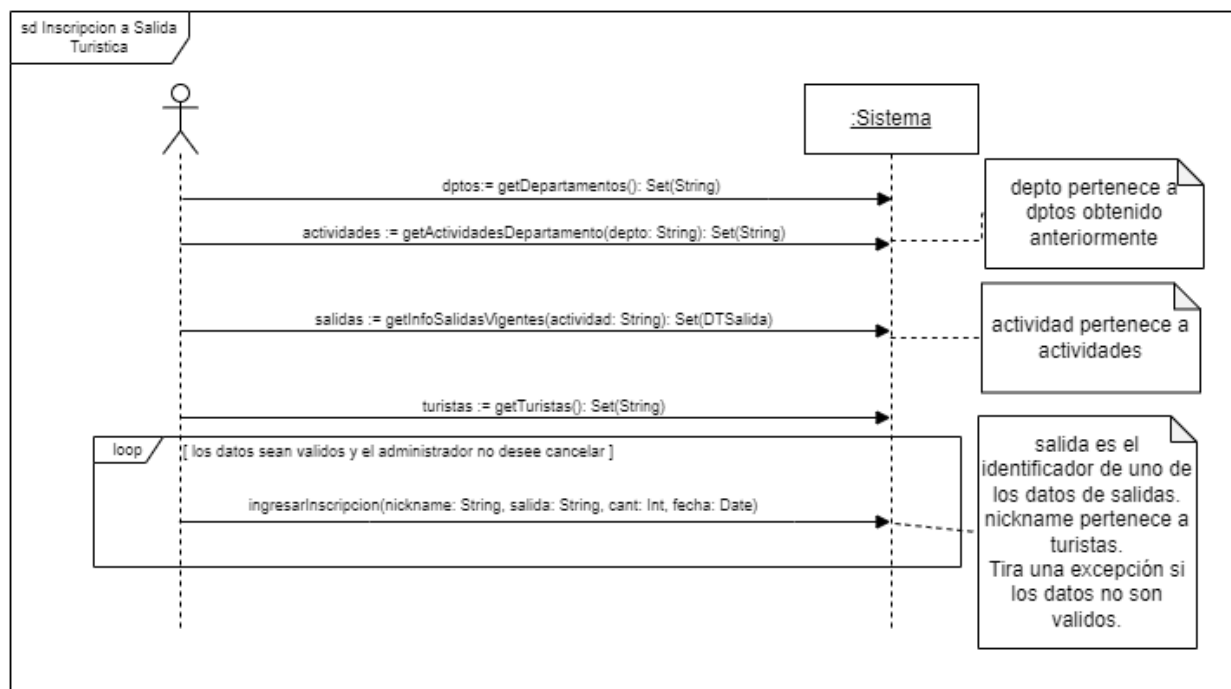 sd Inscripcion a Salida
Turistica
:Sistema
dptos:= getDepartamentos(): Set(String)
depto pertenece a
dptos obtenido
anteriormente
actividades := getActividadesDepartamento(depto: String): Set(String)
salidas := getInfoSalidasVigentes(actividad: String): Set(DTSalida)
actividad pertenece a
actividades
turistas := getTuristas(): Set(String)
loop
[ los datos sean validos y el administrador no desee cancelar ]
ingresarInscripcion(nickname: String, salida: String, cant: Int, fecha: Date)
salida es el
identificador de uno de
los datos de salidas.
nickname pertenece a
turistas.
Tira una excepción si
los datos no son
validos.